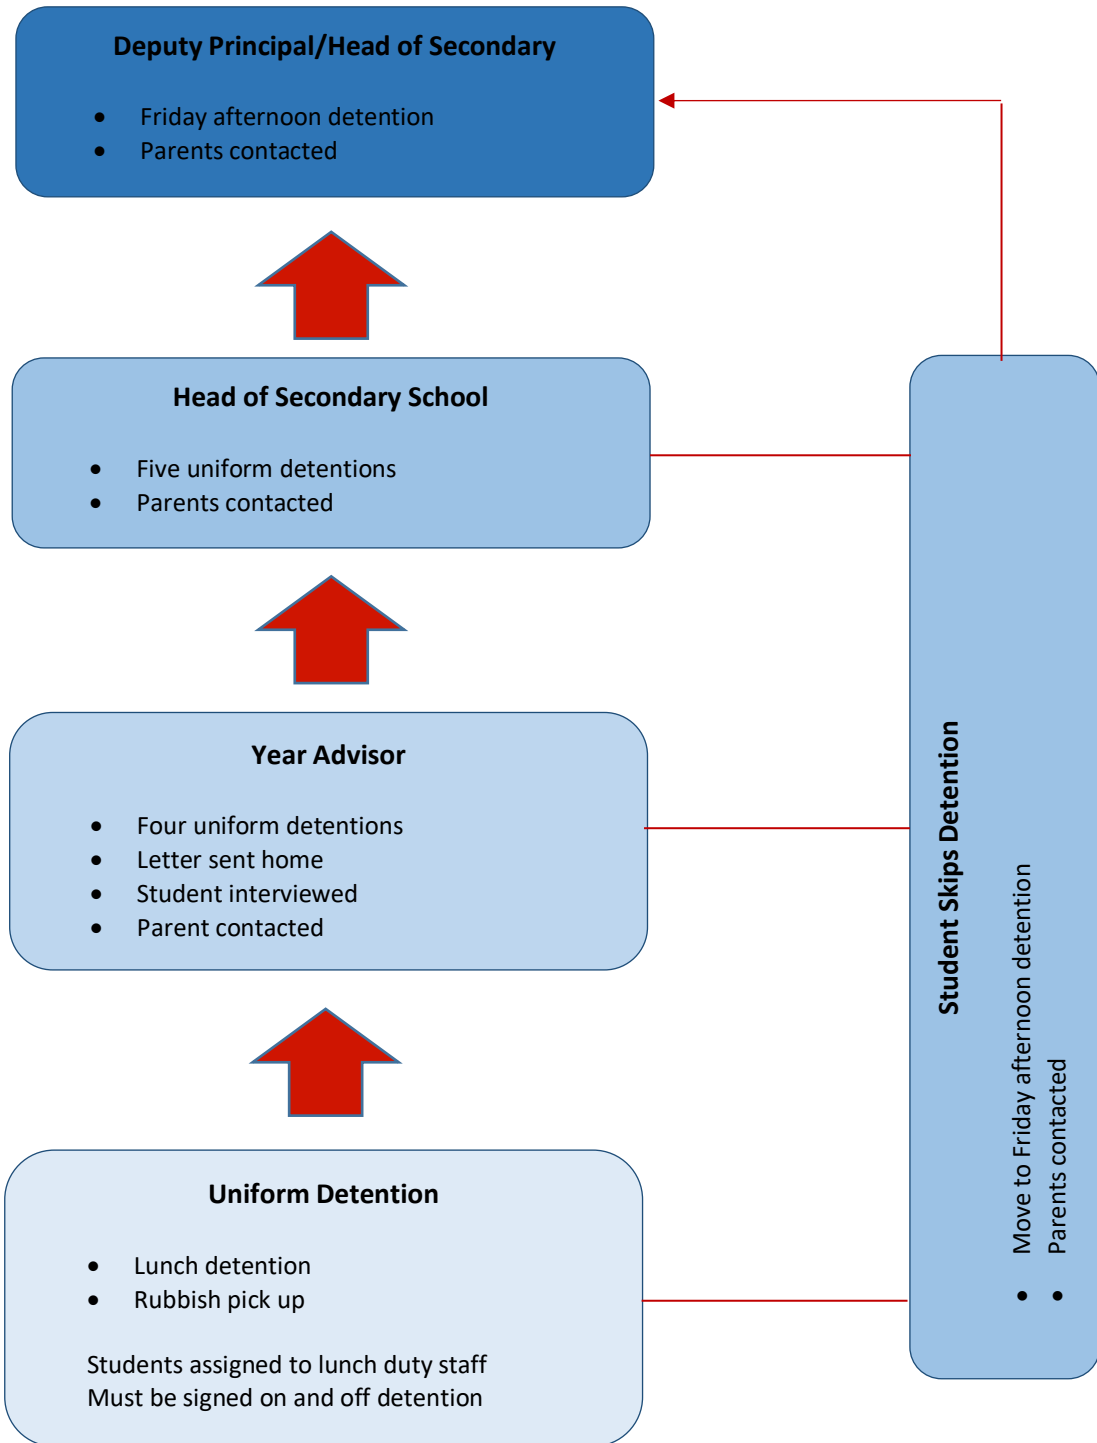 Deputy Principal/Head of Secondary
• Friday afternoon detention
• Parents contacted
Head of Secondary School
• Five uniform detentions
• Parents contacted
Year Advisor
• Four uniform detentions
• Letter sent home
• Student interviewed
• Parent contacted
Uniform Detention
• Lunch detention
• Rubbish pick up
Students assigned to lunch duty staff
Must be signed on and off detention
Student Skips Detention
• Move to Friday afternoon detention
• Parents contacted